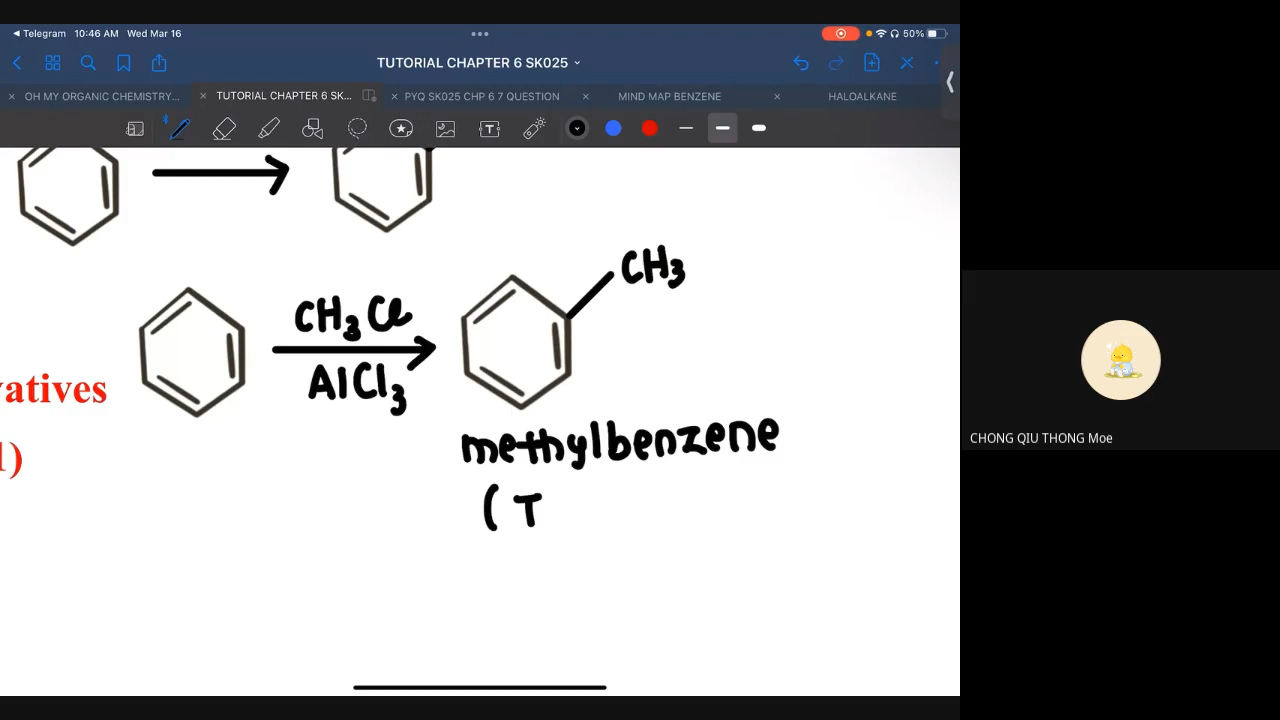 Telegram 10:46 AM Wed Mar 16 50%
TUTORIAL CHAPTER 6 SK025
OH MY ORGANIC CHEMISTRY... TUTORIAL CHAPTER 6 SK... PYQ SK025 CHP 6 7 QUESTION MIND MAP BENZENE HALOALKANE
CH3
CH3Cl
AlCl3
vatives
1)
methylbenzene
( T
CHONG QIU THONG Moe